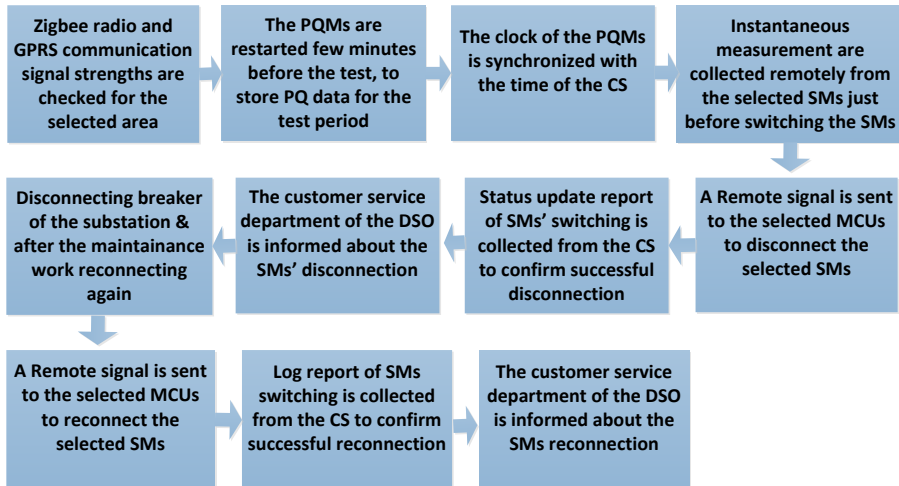 Zigbee radio and
GPRS communication
signal strengths are
checked for the
selected area
The PQMs are
restarted few minutes
before the test, to
store PQ data for the
test period
The clock of the PQMs
is synchronized with
the time of the CS
Instantaneous
measurement are
collected remotely from
the selected SMs just
before switching the SMs
A Remote signal is sent
to the selected MCUs
to disconnect the
selected SMs
Status update report
of SMs’ switching is
collected from the CS
to confirm successful
disconnection
The customer service
department of the DSO
is informed about the
SMs’ disconnection
Disconnecting breaker
of the substation &
after the maintainance
work reconnecting
again
A Remote signal is sent
to the selected MCUs
to reconnect the
selected SMs
Log report of SMs
switching is collected
from the CS to confirm
successful reconnection
The customer service
department of the DSO
is informed about the
SMs reconnection